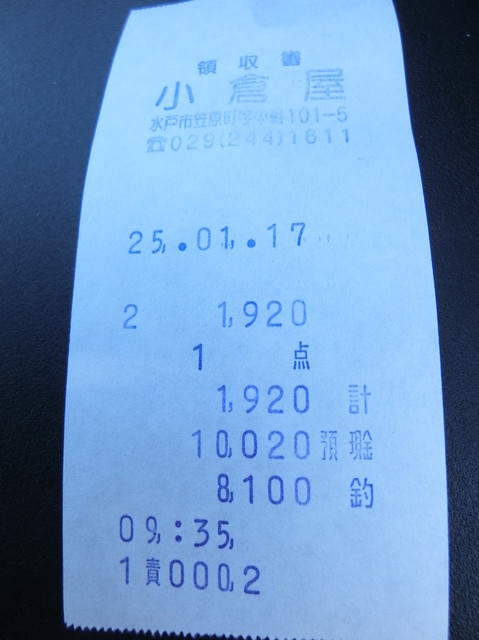 領収書
小倉屋
水戸市笠原町字中組101-5
☎029(244)1611
25.01.17
2 1,920
1 点
1,920 計
10,020 預現金
8,100 釣
09:35
1責0002